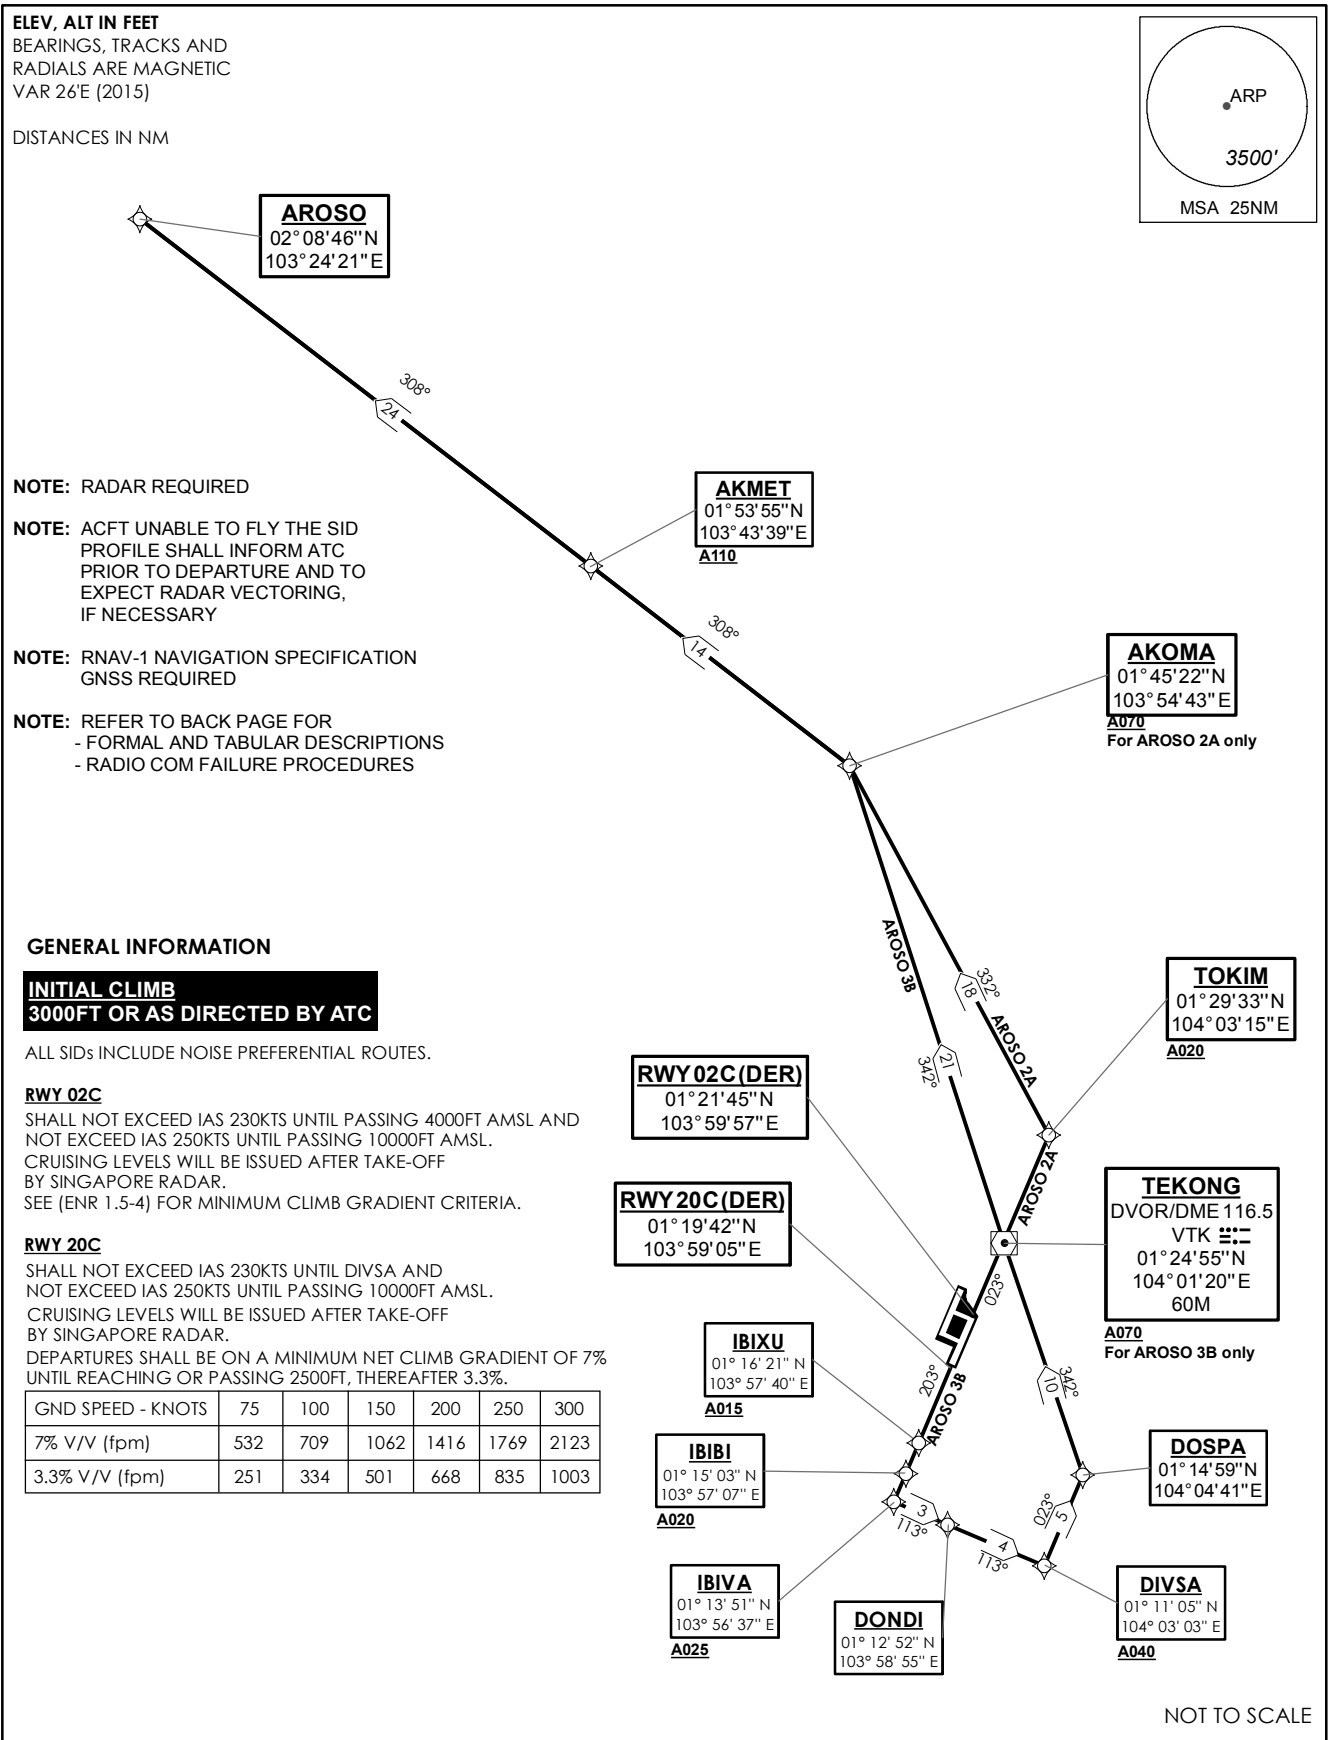 ELEV, ALT IN FEET
BEARINGS, TRACKS AND
RADIALS ARE MAGNETIC
VAR 26'E (2015)
DISTANCES IN NM
ARP
3500'
MSA 25NM
AROSO
02°08'46"N
103°24'21"E
308°
24
NOTE: RADAR REQUIRED
NOTE: ACFT UNABLE TO FLY THE SID
PROFILE SHALL INFORM ATC
PRIOR TO DEPARTURE AND TO
EXPECT RADAR VECTORING,
IF NECESSARY
NOTE: RNAV-1 NAVIGATION SPECIFICATION
GNSS REQUIRED
NOTE: REFER TO BACK PAGE FOR
- FORMAL AND TABULAR DESCRIPTIONS
- RADIO COM FAILURE PROCEDURES
AKMET
01°53'55"N
103°43'39"E
A110
308°
14
AKOMA
01°45'22"N
103°54'43"E
A070
For AROSO 2A only
AROSO 3B
332°
18
AROSO 2A
21
342°
TOKIM
01°29'33"N
104°03'15"E
A020
GENERAL INFORMATION
INITIAL CLIMB
3000FT OR AS DIRECTED BY ATC
ALL SIDs INCLUDE NOISE PREFERENTIAL ROUTES.
RWY 02C
SHALL NOT EXCEED IAS 230KTS UNTIL PASSING 4000FT AMSL AND
NOT EXCEED IAS 250KTS UNTIL PASSING 10000FT AMSL.
CRUISING LEVELS WILL BE ISSUED AFTER TAKE-OFF
BY SINGAPORE RADAR.
SEE (ENR 1.5-4) FOR MINIMUM CLIMB GRADIENT CRITERIA.
RWY 20C
SHALL NOT EXCEED IAS 230KTS UNTIL DIVSA AND
NOT EXCEED IAS 250KTS UNTIL PASSING 10000FT AMSL.
CRUISING LEVELS WILL BE ISSUED AFTER TAKE-OFF
BY SINGAPORE RADAR.
DEPARTURES SHALL BE ON A MINIMUM NET CLIMB GRADIENT OF 7%
UNTIL REACHING OR PASSING 2500FT, THEREAFTER 3.3%.
GND SPEED - KNOTS 75 100 150 200 250 300
7% V/V (fpm) 532 709 1062 1416 1769 2123
3.3% V/V (fpm) 251 334 501 668 835 1003
RWY 02C(DER)
01°21'45"N
103°59'57"E
RWY 20C(DER)
01°19'42"N
103°59'05"E
AROSO 2A
TEKONG
DVOR/DME 116.5
VTK
01°24'55"N
104°01'20"E
60M
A070
For AROSO 3B only
023°
203°
AROSO 3B
342°
10
IBIXU
01° 16' 21" N
103° 57' 40" E
A015
IBIBI
01° 15' 03" N
103° 57' 07" E
A020
IBIVA
01° 13' 51" N
103° 56' 37" E
A025
3
113°
4
113°
023°
5
DOSPA
01°14'59"N
104°04'41"E
DONDI
01° 12' 52" N
103° 58' 55" E
DIVSA
01° 11' 05" N
104° 03' 03" E
A040
NOT TO SCALE